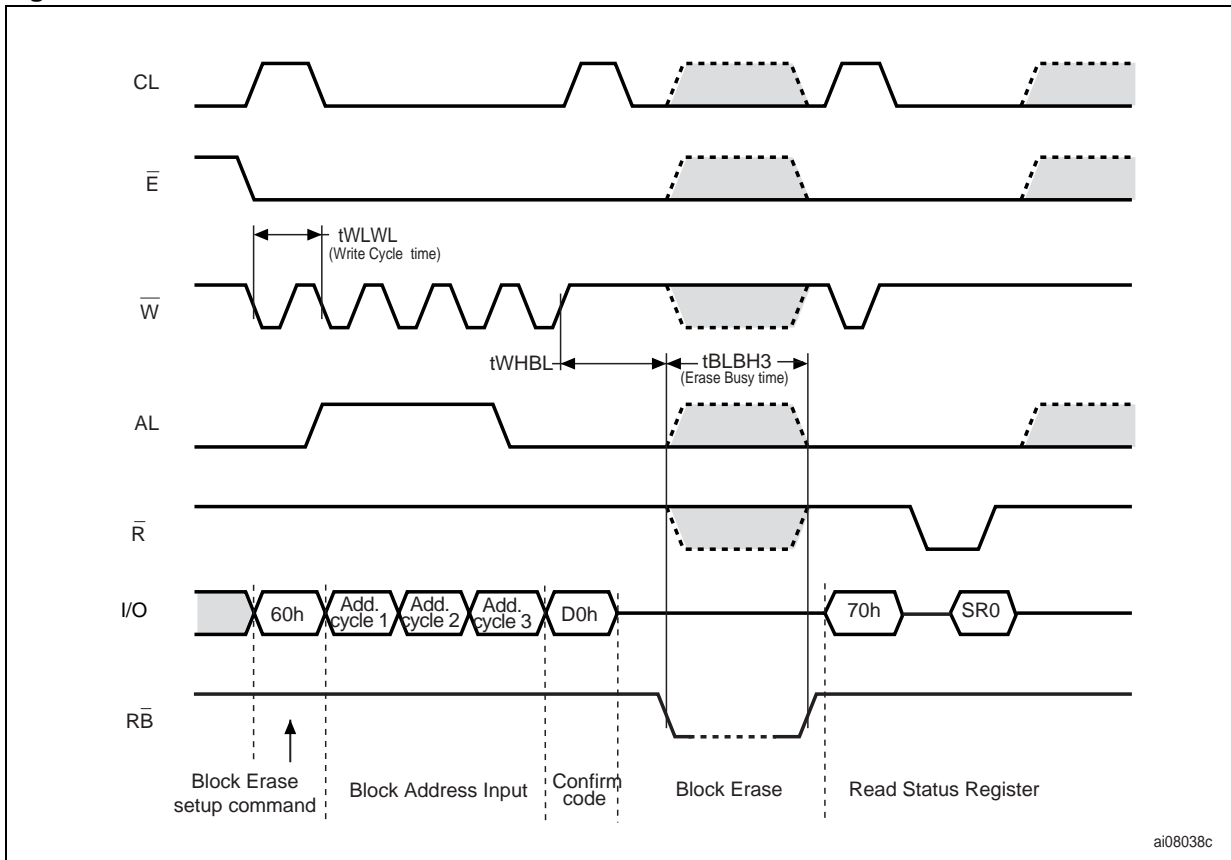 CL
E̅
tWLWL
(Write Cycle time)
W̅
tWHBL
tBLBH3
(Erase Busy time)
AL
R̅
I/O
60h
Add.
cycle 1
Add.
cycle 2
Add.
cycle 3
D0h
70h
SR0
RB̅
Block Erase
setup command
Block Address Input
Confirm
code
Block Erase
Read Status Register
ai08038c